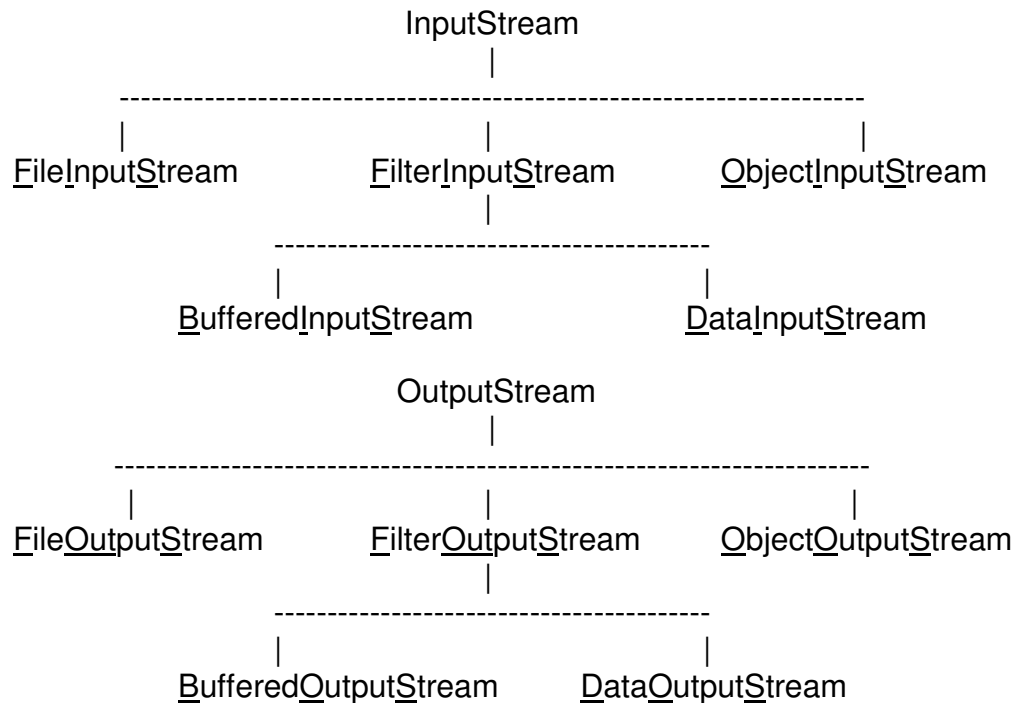 InputStream
|
----------------------------------------------------------------------
| | |
FileInputStream FilterInputStream ObjectInputStream
|
-----------------------------------------
| |
BufferedInputStream DataInputStream
OutputStream
|
-----------------------------------------------------------------------
| | |
FileOutputStream FilterOutputStream ObjectOutputStream
|
-----------------------------------------
| |
BufferedOutputStream DataOutputStream